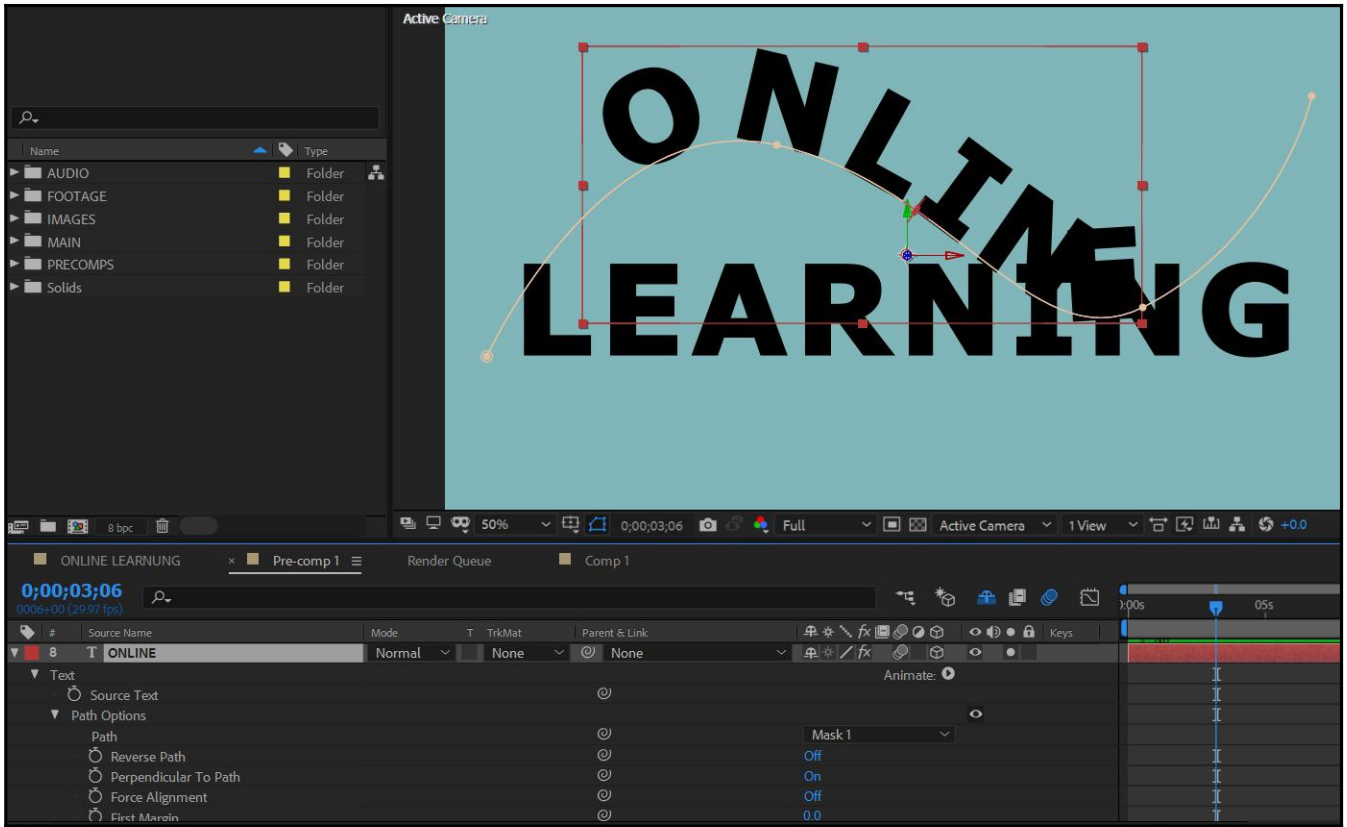 Active Camera
ONLINE
LEARNING
Name Type
AUDIO Folder
FOOTAGE Folder
IMAGES Folder
MAIN Folder
PRECOMPS Folder
Solids Folder
8 bpc
50% 0;00;03;06 Full Active Camera 1 View +0.0
ONLINE LEARNUNG × Pre-comp 1 Render Queue Comp 1
0;00;03;06
0006+00 (29.97 fps)
):00s 05s
# Source Name Mode T TrkMat Parent & Link fx Keys
8 T ONLINE Normal None None fx
Text Animate:
Source Text
Path Options
Path Mask 1
Reverse Path Off
Perpendicular To Path On
Force Alignment Off
First Margin 0.0